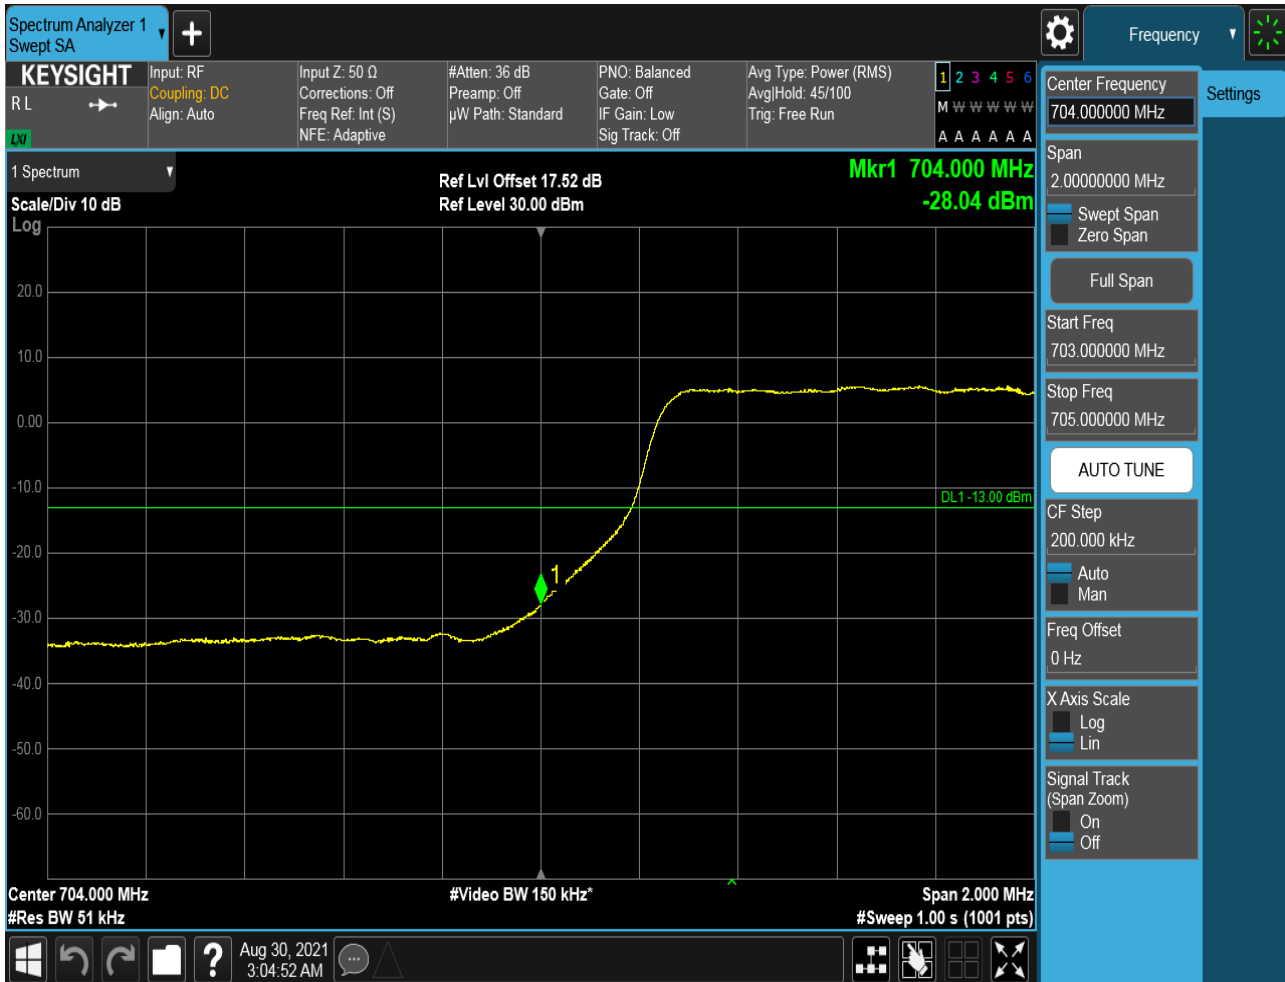 Spectrum Analyzer 1
Swept SA
Frequency
KEYSIGHT
R L
LXI
Input: RF
Coupling: DC
Align: Auto
Input Z: 50 Ω
Corrections: Off
Freq Ref: Int (S)
NFE: Adaptive
#Atten: 36 dB
Preamp: Off
µW Path: Standard
PNO: Balanced
Gate: Off
IF Gain: Low
Sig Track: Off
Avg Type: Power (RMS)
Avg|Hold: 45/100
Trig: Free Run
1 2 3 4 5 6
M W W W W W
A A A A A A
1 Spectrum
Scale/Div 10 dB
Log
Ref Lvl Offset 17.52 dB
Ref Level 30.00 dBm
Mkr1 704.000 MHz
-28.04 dBm
20.0
10.0
0.00
-10.0
-20.0
-30.0
-40.0
-50.0
-60.0
DL1 -13.00 dBm
1
Center 704.000 MHz
#Res BW 51 kHz
#Video BW 150 kHz*
Span 2.000 MHz
#Sweep 1.00 s (1001 pts)
Center Frequency
704.000000 MHz
Span
2.00000000 MHz
Swept Span
Zero Span
Full Span
Start Freq
703.000000 MHz
Stop Freq
705.000000 MHz
AUTO TUNE
CF Step
200.000 kHz
Auto
Man
Freq Offset
0 Hz
X Axis Scale
Log
Lin
Signal Track
(Span Zoom)
On
Off
Settings
?
Aug 30, 2021
3:04:52 AM